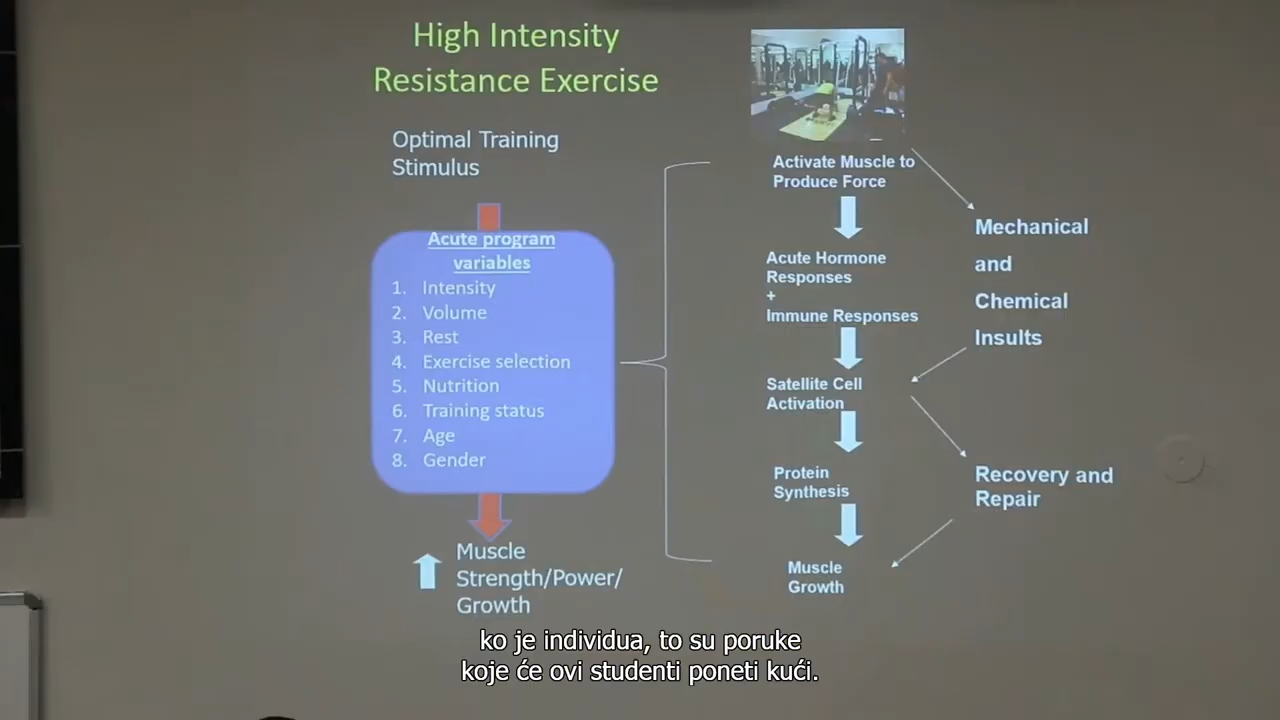 High Intensity
Resistance Exercise
Optimal Training
Stimulus
Acute program
variables
1. Intensity
2. Volume
3. Rest
4. Exercise selection
5. Nutrition
6. Training status
7. Age
8. Gender
Muscle
Strength/Power/
Growth
Activate Muscle to
Produce Force
Acute Hormone
Responses
+
Immune Responses
Satellite Cell
Activation
Protein
Synthesis
Muscle
Growth
Mechanical
and
Chemical
Insults
Recovery and
Repair
ko je individua, to su poruke
koje će ovi studenti poneti kući.